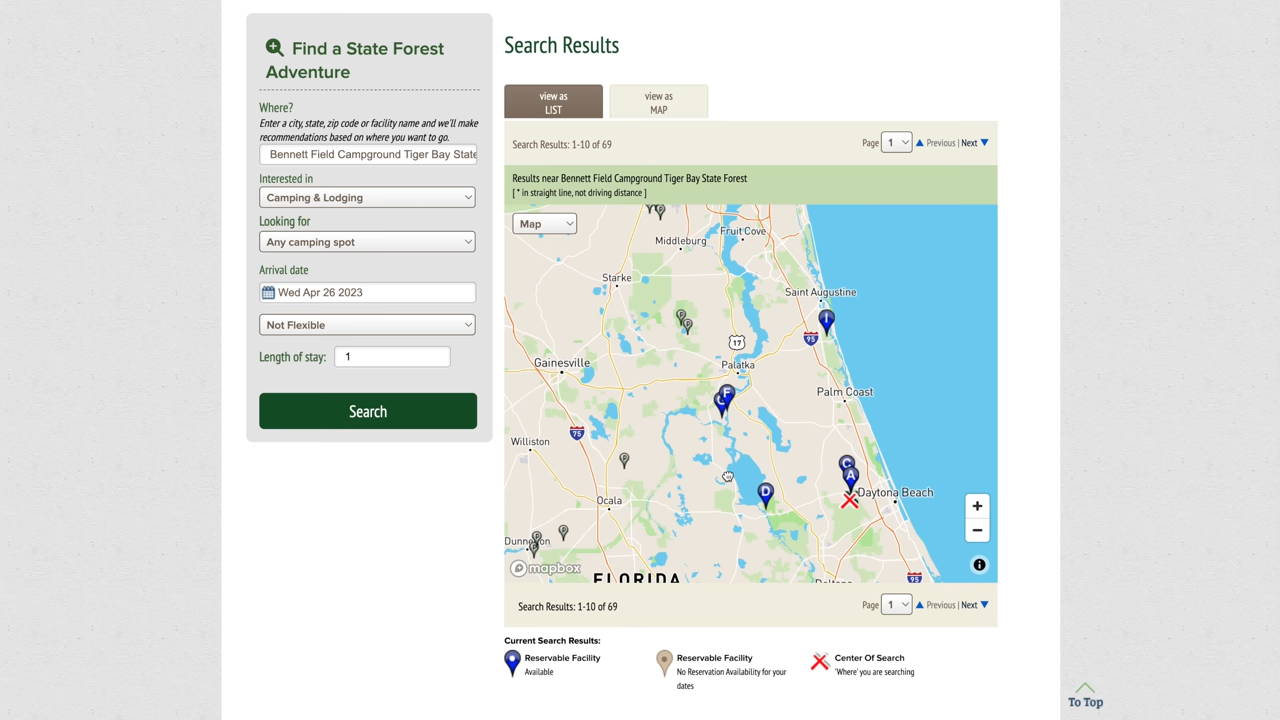 Find a State Forest
Adventure
Where?
Enter a city, state, zip code or facility name and we'll make
recommendations based on where you want to go.
Bennett Field Campground Tiger Bay State
Interested in
Camping & Lodging
Looking for
Any camping spot
Arrival date
Wed Apr 26 2023
Not Flexible
Length of stay: 1
Search
Search Results
view as
LIST
view as
MAP
Search Results: 1-10 of 69
Page 1 Previous | Next
Results near Bennett Field Campground Tiger Bay State Forest
[ * in straight line, not driving distance ]
Map
Middleburg
Fruit Cove
Starke
Saint Augustine
I
95
17
Gainesville
Palatka
F
Palm Coast
75
Williston
C
A
D
Daytona Beach
Ocala
Dunnellon
mapbox
FLORIDA
95
Search Results: 1-10 of 69
Page 1 Previous | Next
Current Search Results:
Reservable Facility
Available
Reservable Facility
No Reservation Availability for your
dates
Center Of Search
'Where' you are searching
To Top